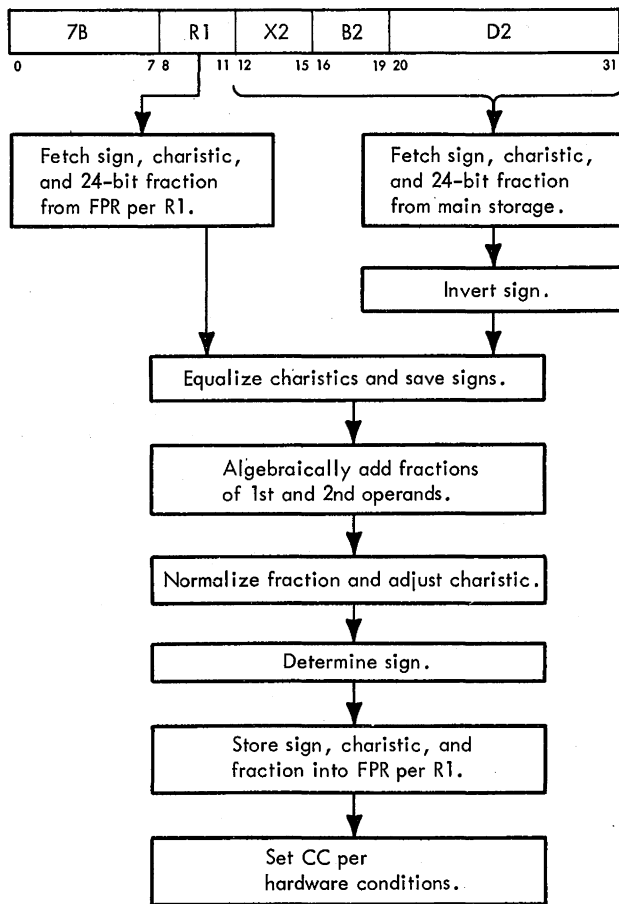 7B R1 X2 B2 D2
0 7 8 11 12 15 16 19 20 31
Fetch sign, charistic,
and 24-bit fraction
from FPR per R1.
Fetch sign, charistic,
and 24-bit fraction
from main storage.
Invert sign.
Equalize charistics and save signs.
Algebraically add fractions
of 1st and 2nd operands.
Normalize fraction and adjust charistic.
Determine sign.
Store sign, charistic, and
fraction into FPR per R1.
Set CC per
hardware conditions.